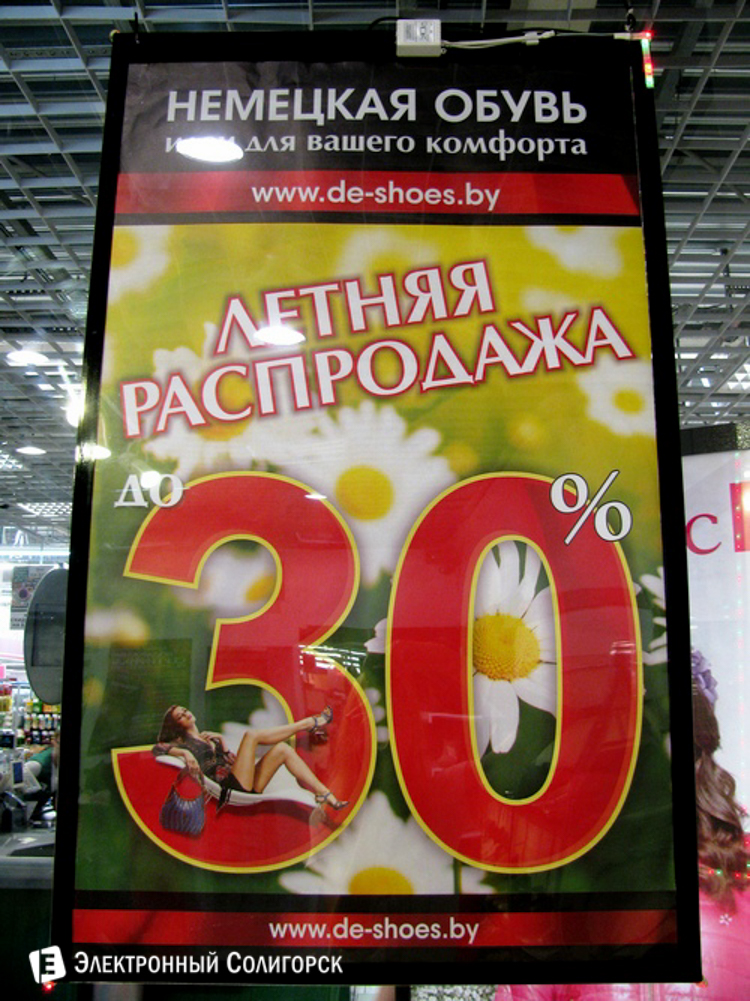 НЕМЕЦКАЯ ОБУВЬ
для вашего комфорта
www.de-shoes.by
ЛЕТНЯЯ
РАСПРОДАЖА
ДО 30%
www.de-shoes.by
E Электронный Солигорск
С